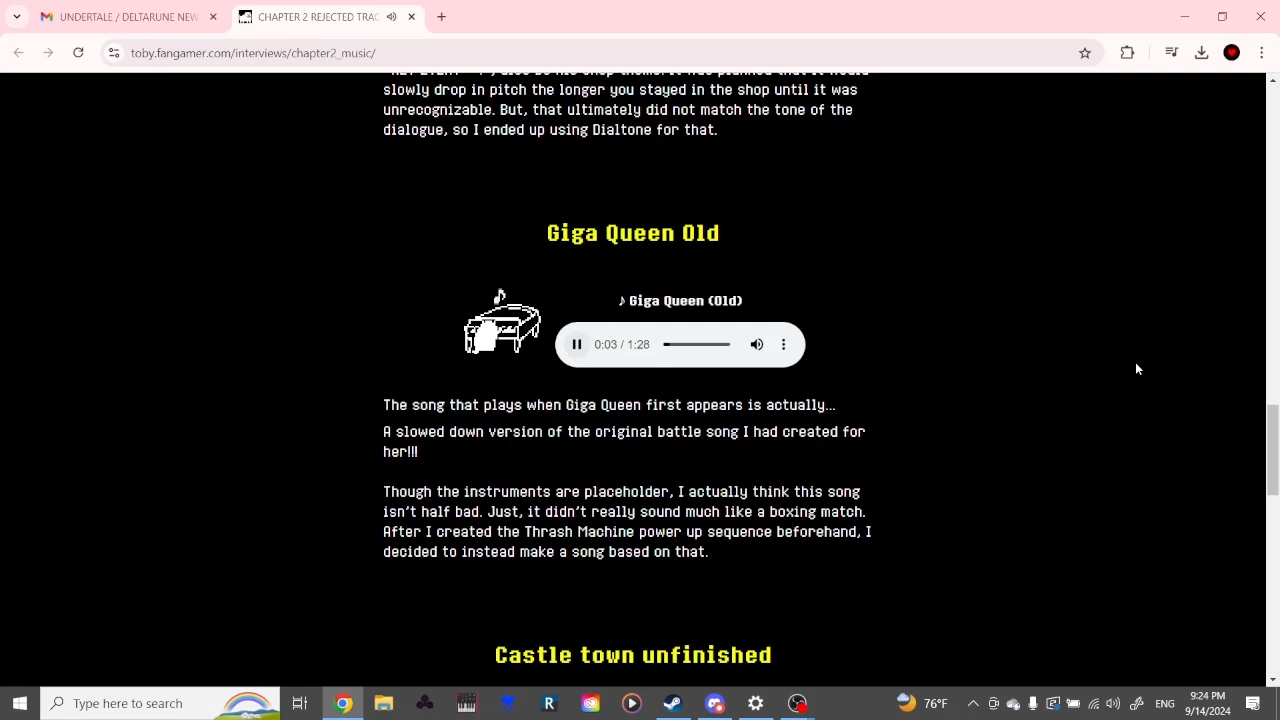 UNDERTALE / DELTARUNE NEW
CHAPTER 2 REJECTED TRAC
toby.fangamer.com/interviews/chapter2_music/
slowly drop in pitch the longer you stayed in the shop until it was
unrecognizable. But, that ultimately did not match the tone of the
dialogue, so I ended up using Dialtone for that.
Giga Queen Old
♪ Giga Queen (Old)
0:03 / 1:28
The song that plays when Giga Queen first appears is actually...
A slowed down version of the original battle song I had created for
her!!!
Though the instruments are placeholder, I actually think this song
isn't half bad. Just, it didn't really sound much like a boxing match.
After I created the Thrash Machine power up sequence beforehand, I
decided to instead make a song based on that.
Castle town unfinished
Type here to search
R
76°F
ENG
9:24 PM
9/14/2024